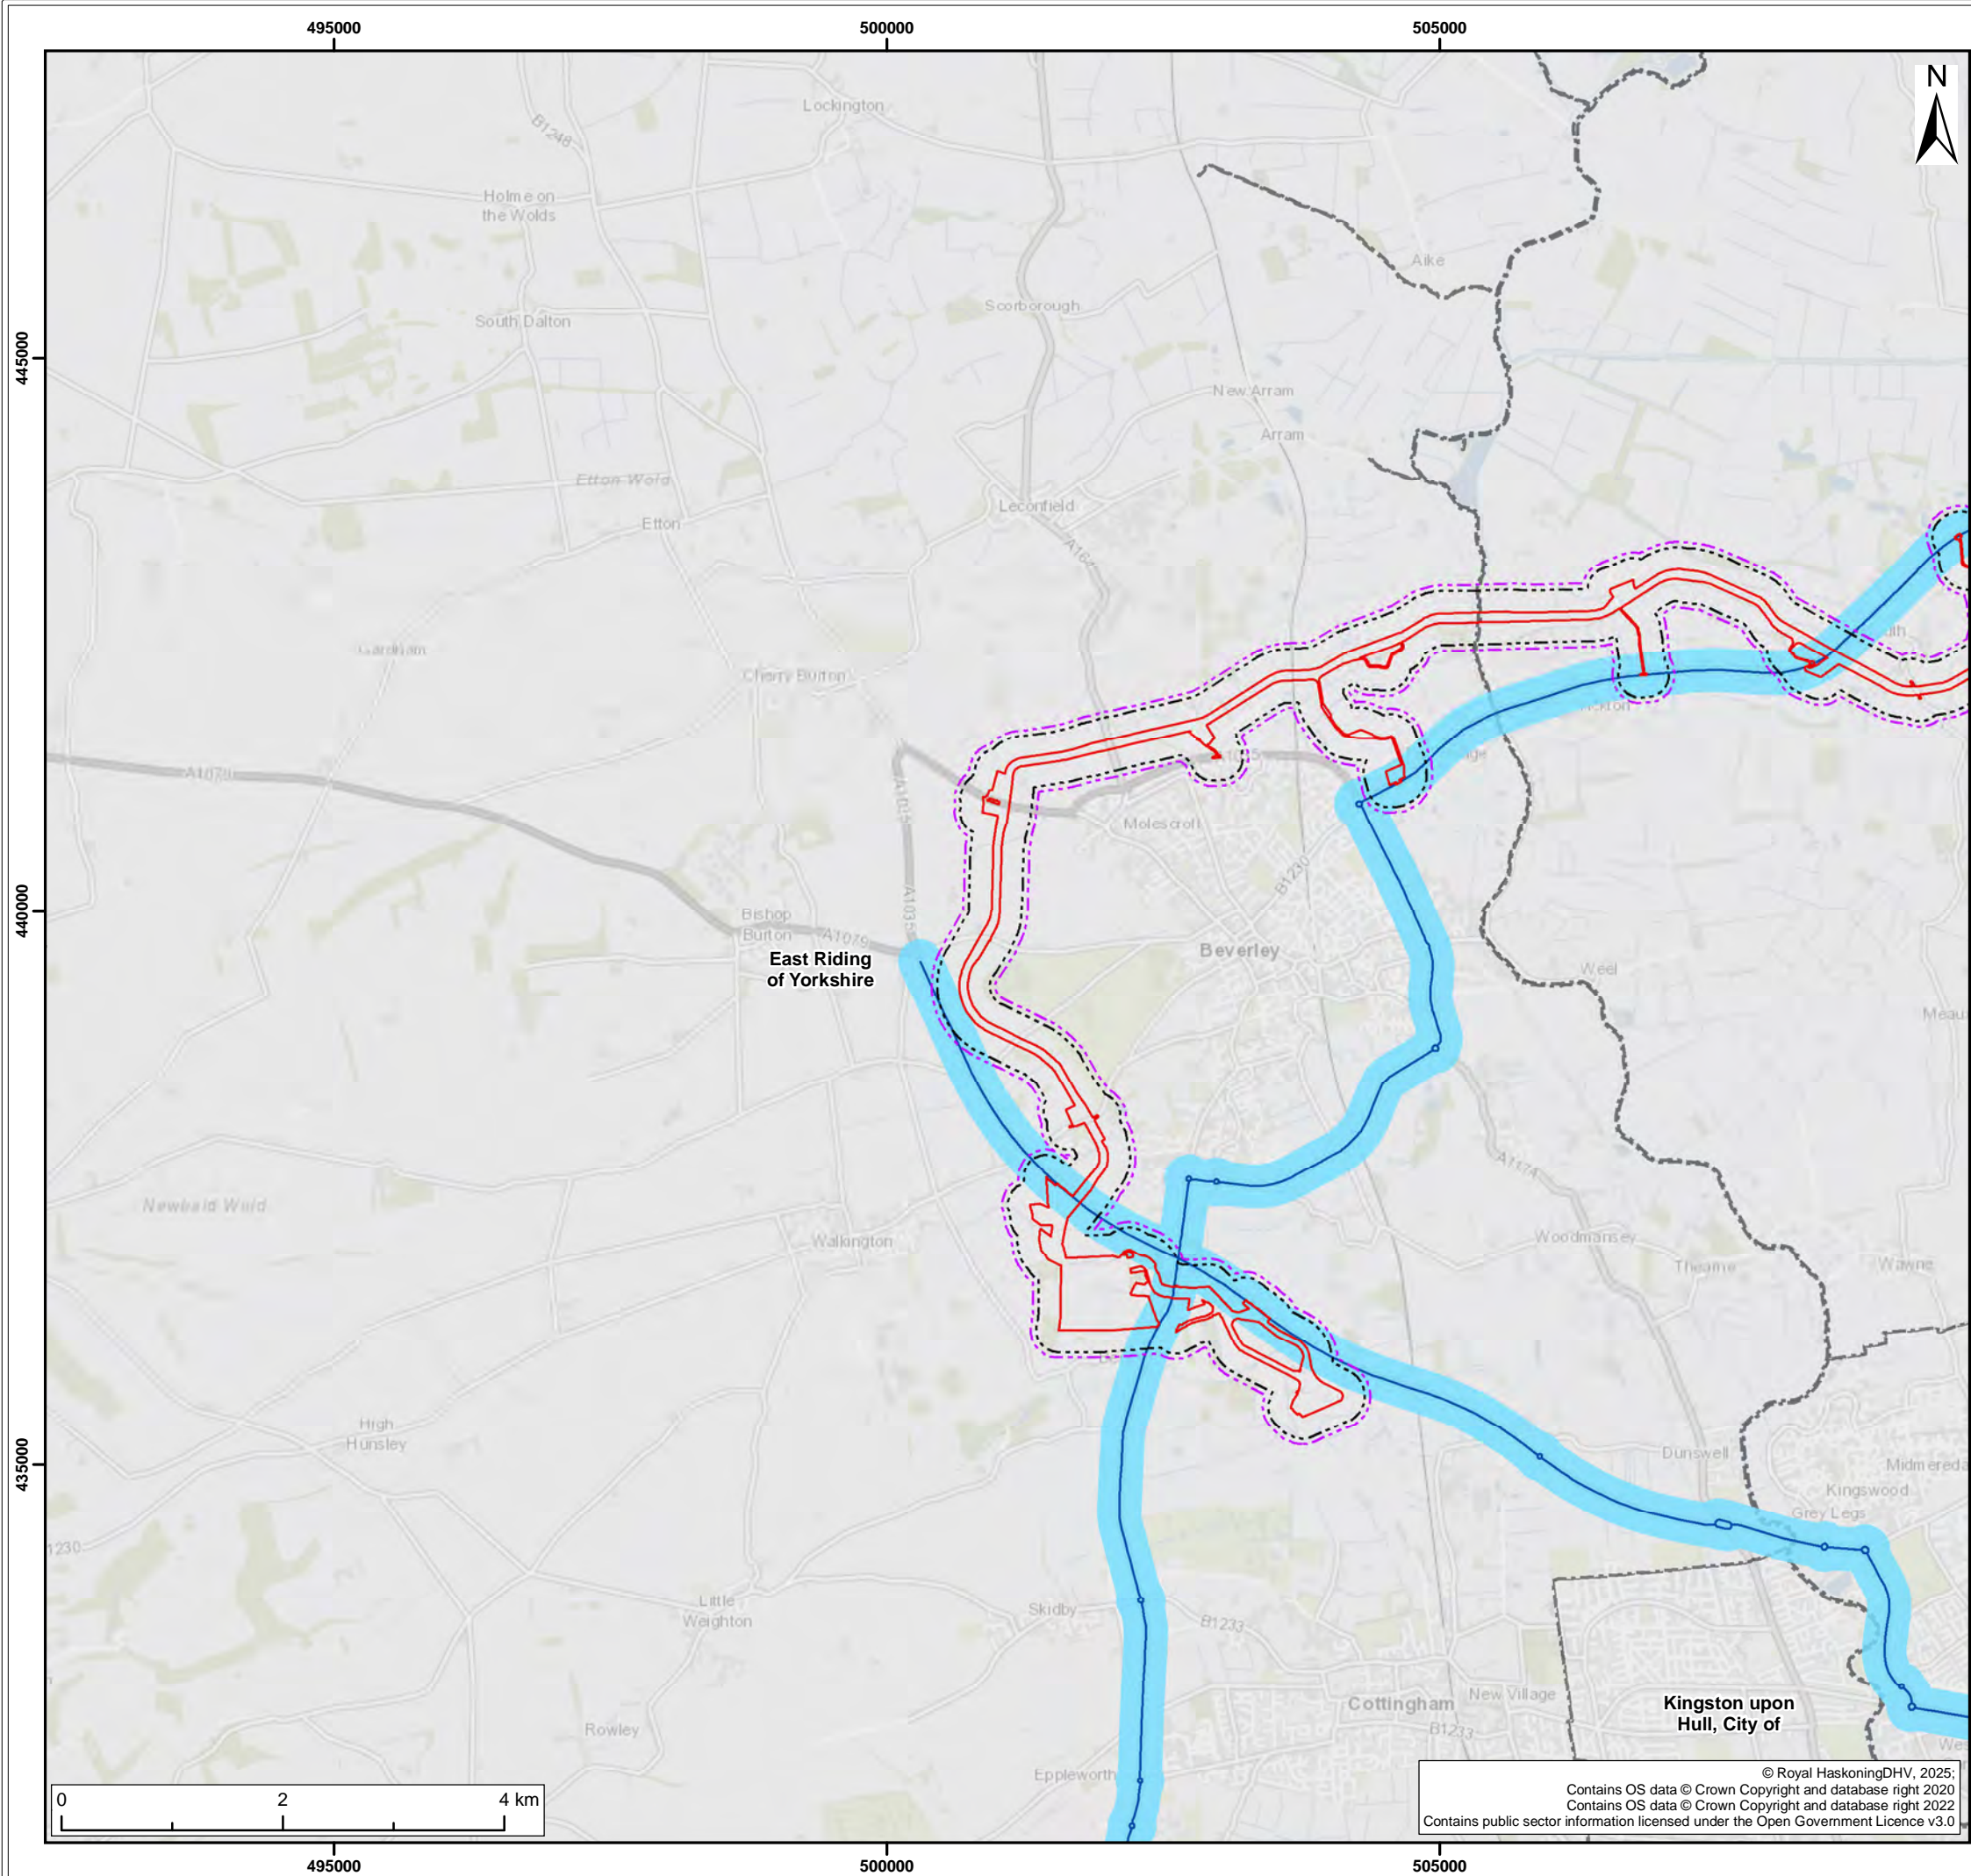 495000
500000
505000
N
Lockington
B1248
Holme on
the Wolds
Aike
Scorborough
South Dalton
445000
New Arram
Arram
Etton Wold
Leconfield
Etton
A164
Gardham
Cherry Burton
A1079
A1035
A1035
Molescroft
B1230
A1035
440000
Bishop
Burton
A1079
Beverley
East Riding
of Yorkshire
Weel
A1174
Newbald Wold
Walkington
Woodmansey
Thearne
Wawne
High
Hunsley
435000
Dunswell
Kingswood
Grey Legs
1230
Little
Weighton
Skidby
B1233
Cottingham
New Village
Kingston upon
Hull, City of
Rowley
B1233
Eppleworth
0 2 4 km
© Royal HaskoningDHV, 2025;
Contains OS data © Crown Copyright and database right 2020
Contains OS data © Crown Copyright and database right 2022
Contains public sector information licensed under the Open Government Licence v3.0
495000
500000
505000